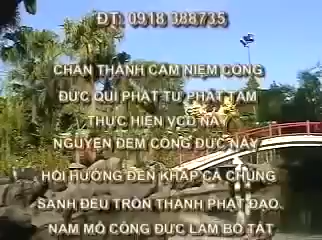 ĐT: 0918 388735
CHÂN THÀNH CẢM NIỆM CÔNG
ĐỨC QUÍ PHẬT TỬ PHÁT TÂM
THỰC HIỆN VCD NÀY
NGUYỆN ĐEM CÔNG ĐỨC NÀY
HỒI HƯỚNG ĐẾN KHẮP CẢ CHÚNG
SANH ĐỀU TRÒN THÀNH PHẬT ĐẠO.
NAM MÔ CÔNG ĐỨC LÂM BỒ TÁT